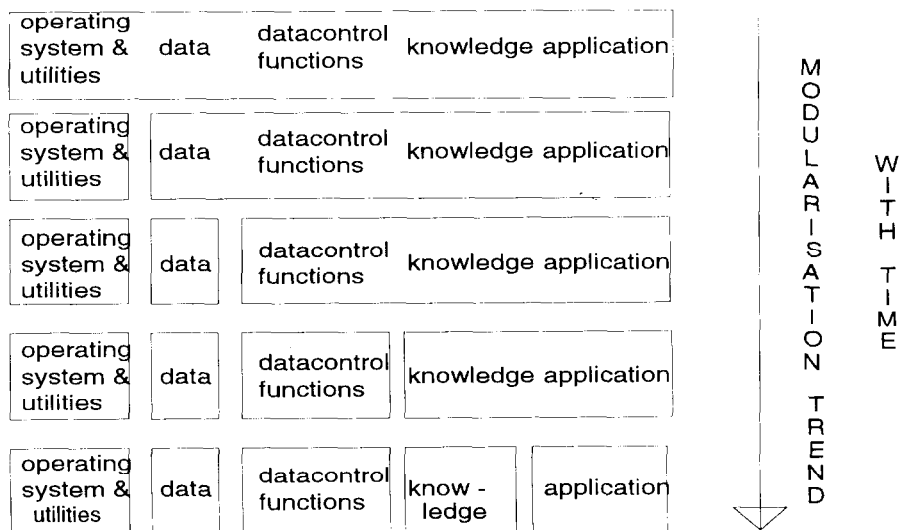 operating
system &
utilities
data
datacontrol
functions
knowledge application
operating
system &
utilities
data
datacontrol
functions
knowledge application
operating
system &
utilities
data
datacontrol
functions
knowledge application
operating
system &
utilities
data
datacontrol
functions
knowledge application
operating
system &
utilities
data
datacontrol
functions
know -
ledge
application
MODULARISATION TREND
WITH TIME